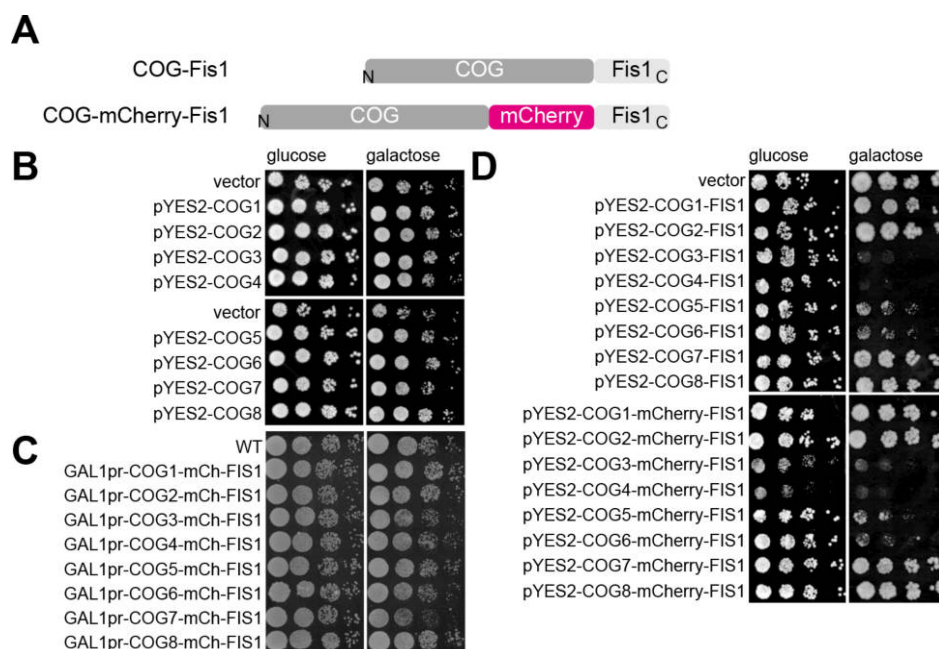 A
COG-Fis1
N COG Fis1 C
COG-mCherry-Fis1
N COG mCherry Fis1 C
B
glucose galactose
vector
pYES2-COG1
pYES2-COG2
pYES2-COG3
pYES2-COG4
vector
pYES2-COG5
pYES2-COG6
pYES2-COG7
pYES2-COG8
C
WT
GAL1pr-COG1-mCh-FIS1
GAL1pr-COG2-mCh-FIS1
GAL1pr-COG3-mCh-FIS1
GAL1pr-COG4-mCh-FIS1
GAL1pr-COG5-mCh-FIS1
GAL1pr-COG6-mCh-FIS1
GAL1pr-COG7-mCh-FIS1
GAL1pr-COG8-mCh-FIS1
D
glucose galactose
vector
pYES2-COG1-FIS1
pYES2-COG2-FIS1
pYES2-COG3-FIS1
pYES2-COG4-FIS1
pYES2-COG5-FIS1
pYES2-COG6-FIS1
pYES2-COG7-FIS1
pYES2-COG8-FIS1
pYES2-COG1-mCherry-FIS1
pYES2-COG2-mCherry-FIS1
pYES2-COG3-mCherry-FIS1
pYES2-COG4-mCherry-FIS1
pYES2-COG5-mCherry-FIS1
pYES2-COG6-mCherry-FIS1
pYES2-COG7-mCherry-FIS1
pYES2-COG8-mCherry-FIS1